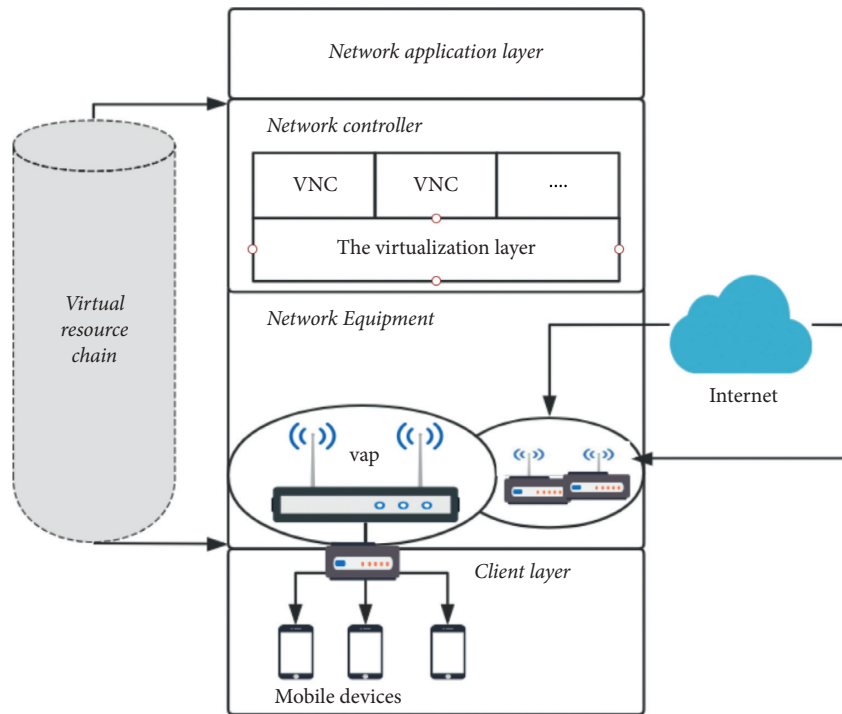 Network application layer
Network controller
VNC
VNC
....
The virtualization layer
Virtual
resource
chain
Network Equipment
Internet
vap
Client layer
Mobile devices